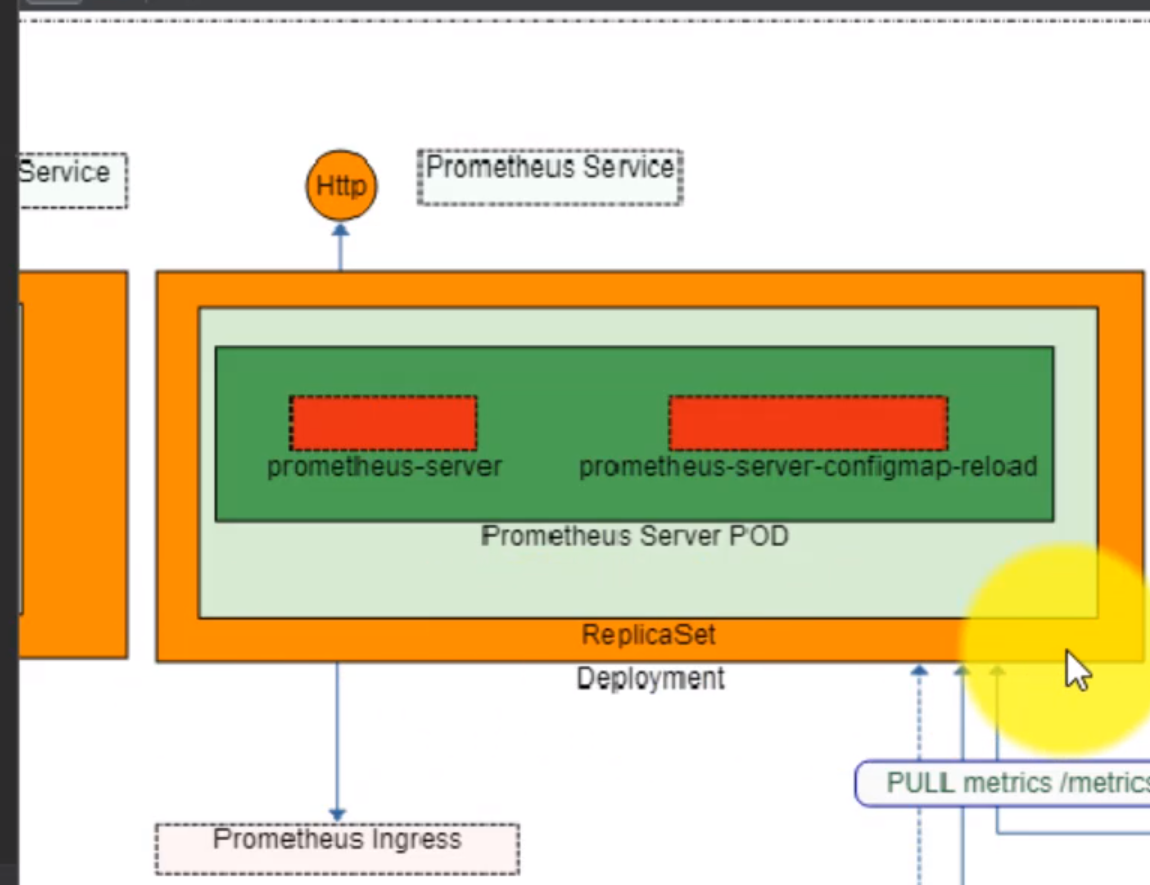 Service
Http
Prometheus Service
prometheus-server
prometheus-server-configmap-reload
Prometheus Server POD
ReplicaSet
Deployment
PULL metrics /metrics
Prometheus Ingress